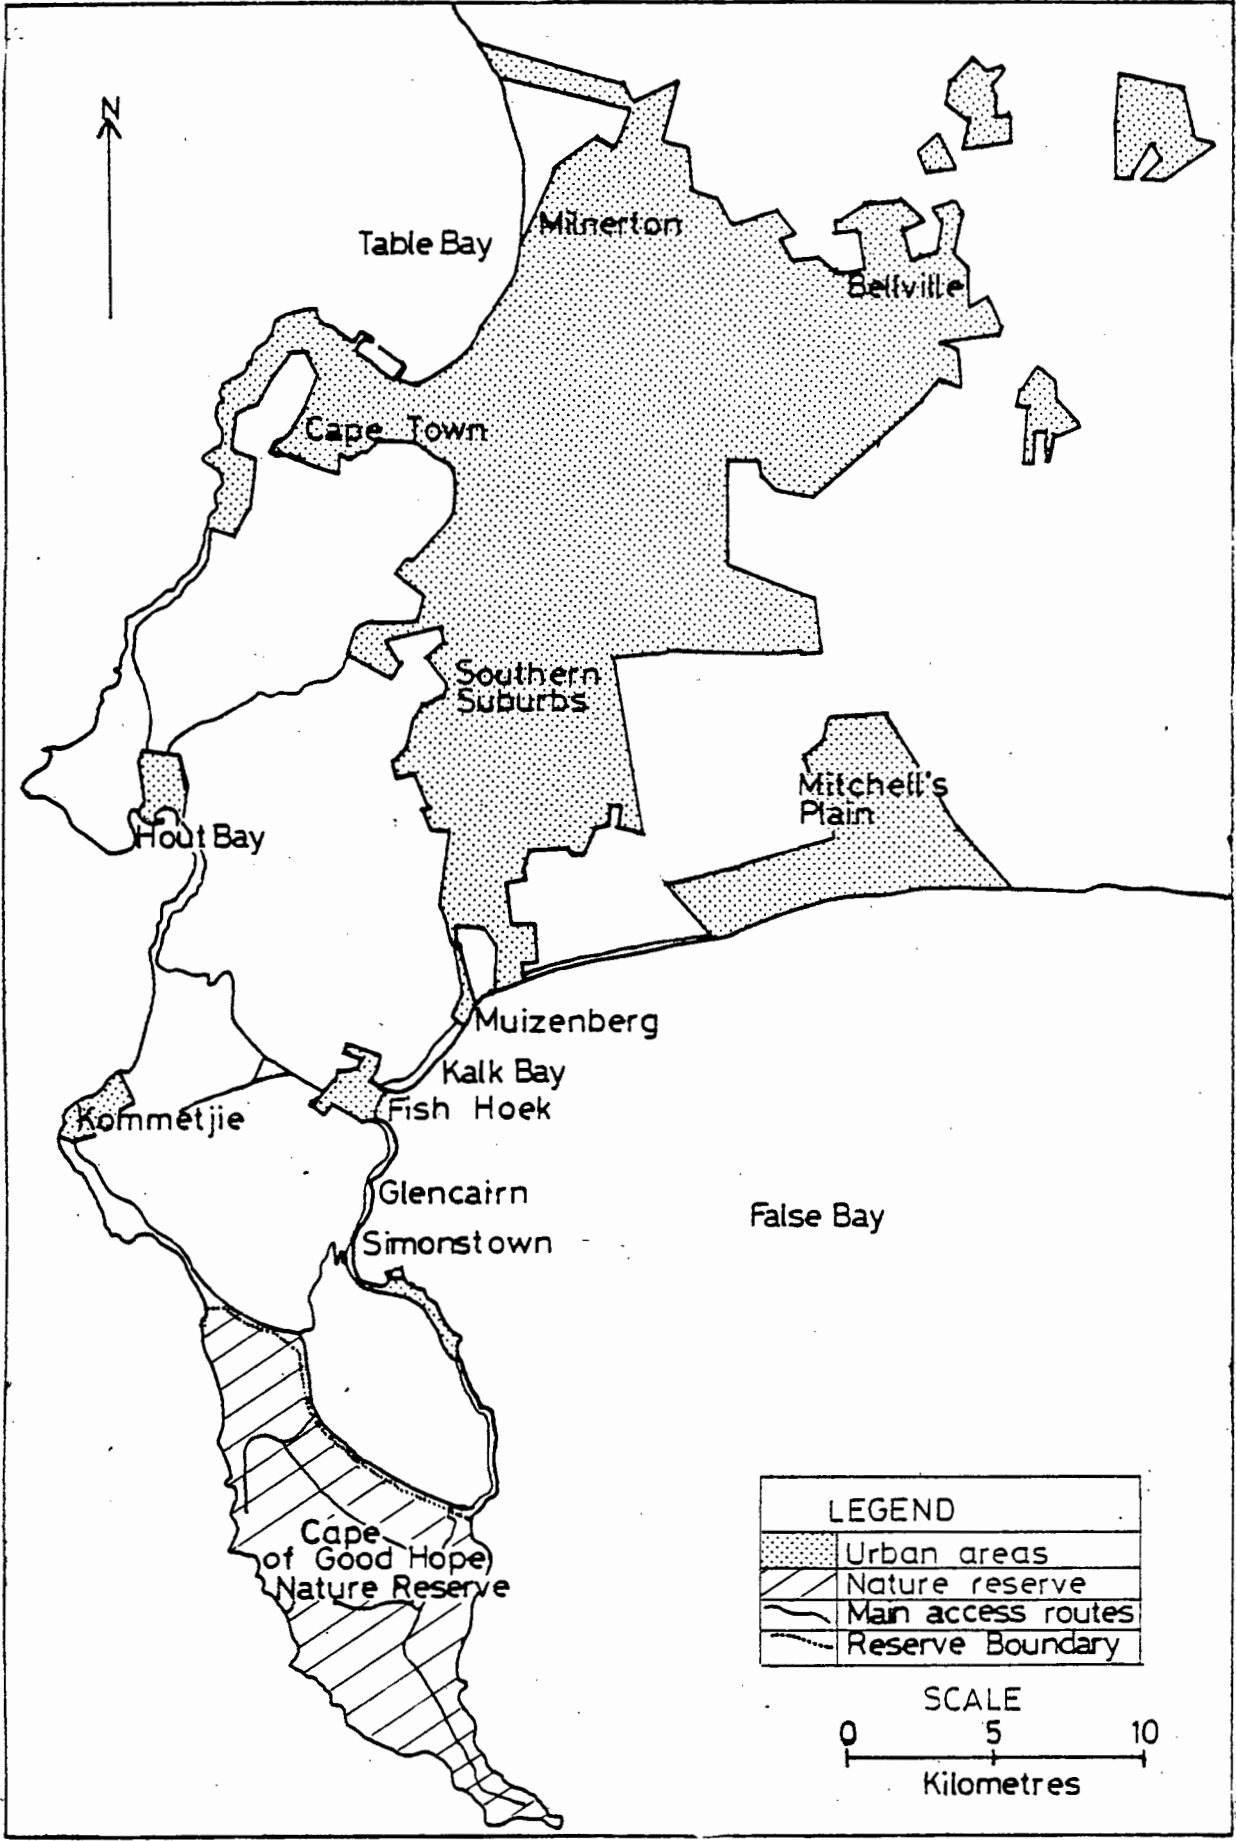 N
Milnerton
Table Bay
Bellville
Cape Town
Southern
Suburbs
Mitchell's
Plain
Hout Bay
Muizenberg
Kalk Bay
Fish Hoek
Kommetjie
Glencairn
False Bay
Simonstown
Cape
of Good Hope
Nature Reserve
LEGEND
Urban areas
Nature reserve
Main access routes
Reserve Boundary
SCALE
0 5 10
Kilometres